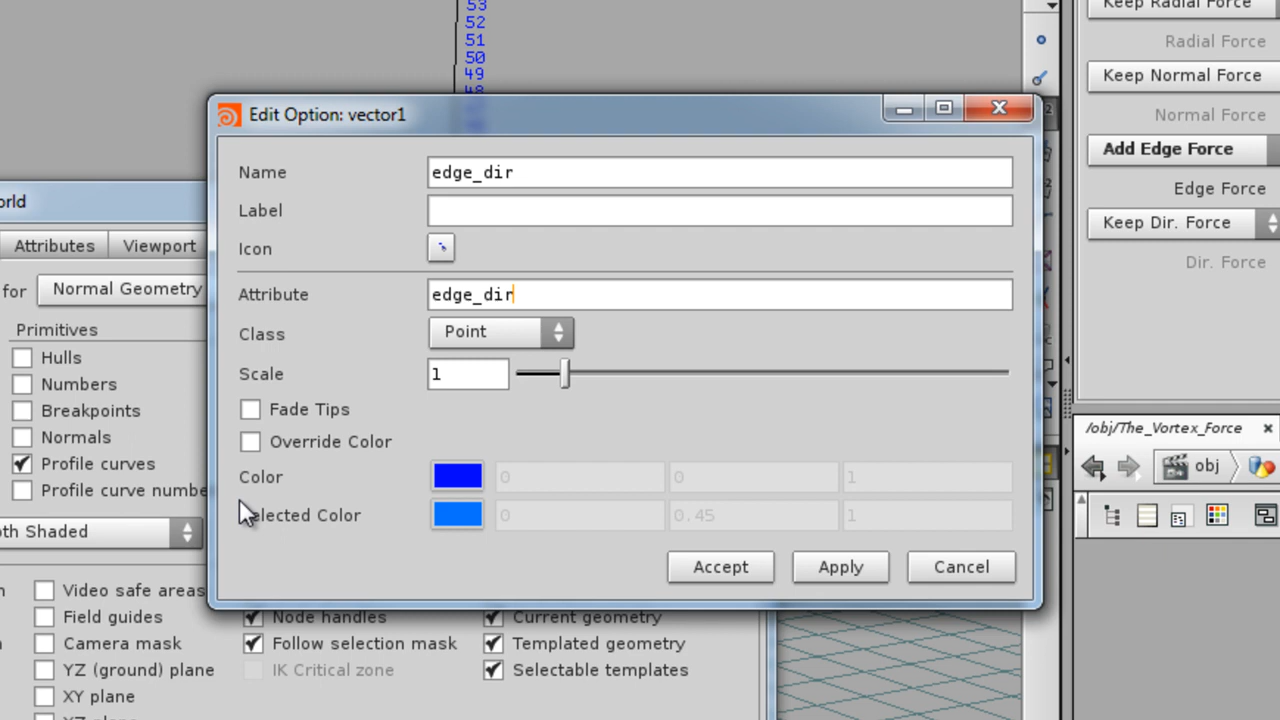 53
52
51
50
49
48
Keep Radial Force
Radial Force
Keep Normal Force
Normal Force
Add Edge Force
Edge Force
Keep Dir. Force
Dir. Force
Edit Option: vector1
Name
edge_dir
Label
Icon
Attribute
edge_dir
Class
Point
Scale
1
Fade Tips
Override Color
Color
0
0
1
elected Color
0
0.45
1
Accept
Apply
Cancel
orld
Attributes
Viewport
for
Normal Geometry
Primitives
Hulls
Numbers
Breakpoints
Normals
Profile curves
Profile curve numbe
oth Shaded
Video safe areas
Field guides
Camera mask
YZ (ground) plane
XY plane
Node handles
Follow selection mask
IK Critical zone
Current geometry
Templated geometry
Selectable templates
/obj/The_Vortex_Force
obj